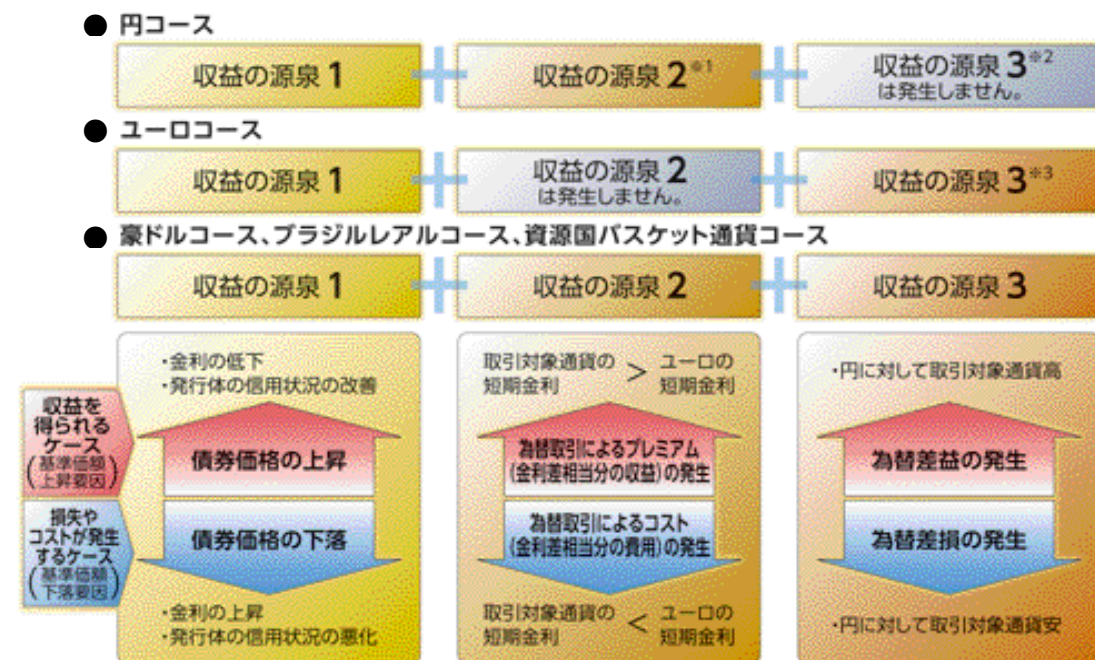 ● 円コース
収益の源泉 1 + 収益の源泉 2※1 + 収益の源泉 3※2
は発生しません。
● ユーロコース
収益の源泉 1 + 収益の源泉 2 + 収益の源泉 3※3
は発生しません。
● 豪ドルコース、ブラジルレアルコース、資源国バスケット通貨コース
収益の源泉 1 + 収益の源泉 2 + 収益の源泉 3
収益を
得られる
ケース
(基準価額
上昇要因)
損失や
コストが発生
するケース
(基準価額
下落要因)
・金利の低下
・発行体の信用状況の改善
債券価格の上昇
債券価格の下落
・金利の上昇
・発行体の信用状況の悪化
取引対象通貨の > ユーロの
短期金利 短期金利
為替取引によるプレミアム
(金利差相当分の収益)の発生
為替取引によるコスト
(金利差相当分の費用)の発生
取引対象通貨の < ユーロの
短期金利 短期金利
・円に対して取引対象通貨高
為替差益の発生
為替差損の発生
・円に対して取引対象通貨安